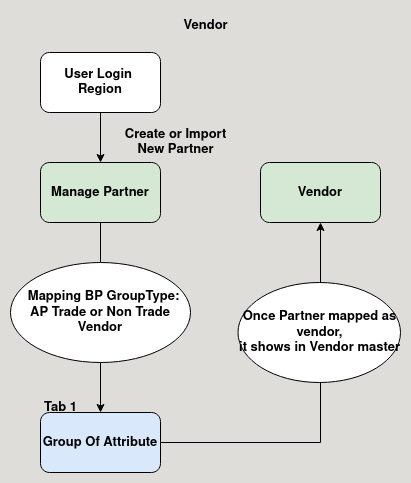 Vendor
User Login
Region
Create or Import
New Partner
Manage Partner
Vendor
Mapping BP GroupType:
AP Trade or Non Trade
Vendor
Once Partner mapped as
vendor,
it shows in Vendor master
Tab 1
Group Of Attribute